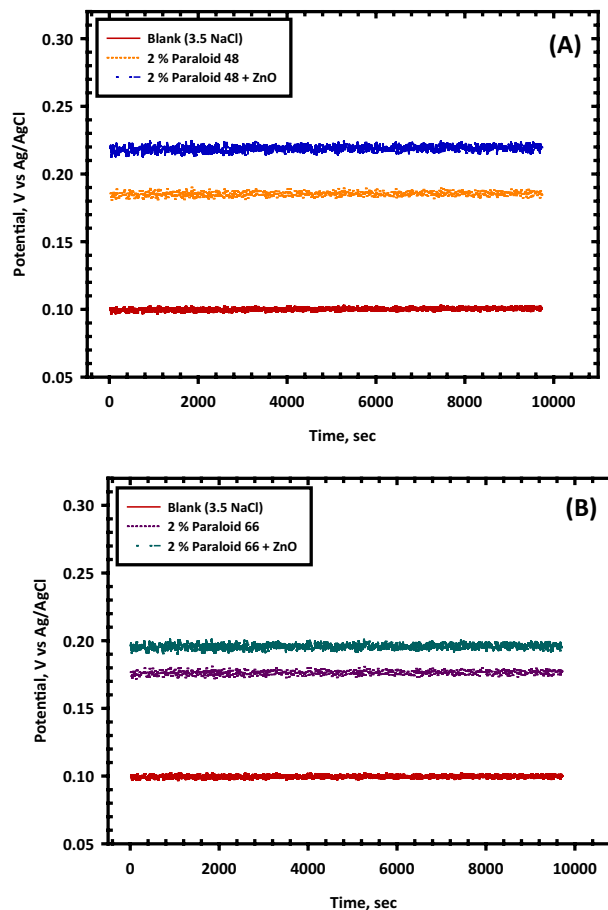 (A)
Blank (3.5 NaCl)
2 % Paraloid 48
2 % Paraloid 48 + ZnO
Potential, V vs Ag/AgCl
0.30
0.25
0.20
0.15
0.10
0.05
0 2000 4000 6000 8000 10000
Time, sec
(B)
Blank (3.5 NaCl)
2 % Paraloid 66
2 % Paraloid 66 + ZnO
Potential, V vs Ag/AgCl
0.30
0.25
0.20
0.15
0.10
0.05
0 2000 4000 6000 8000 10000
Time, sec